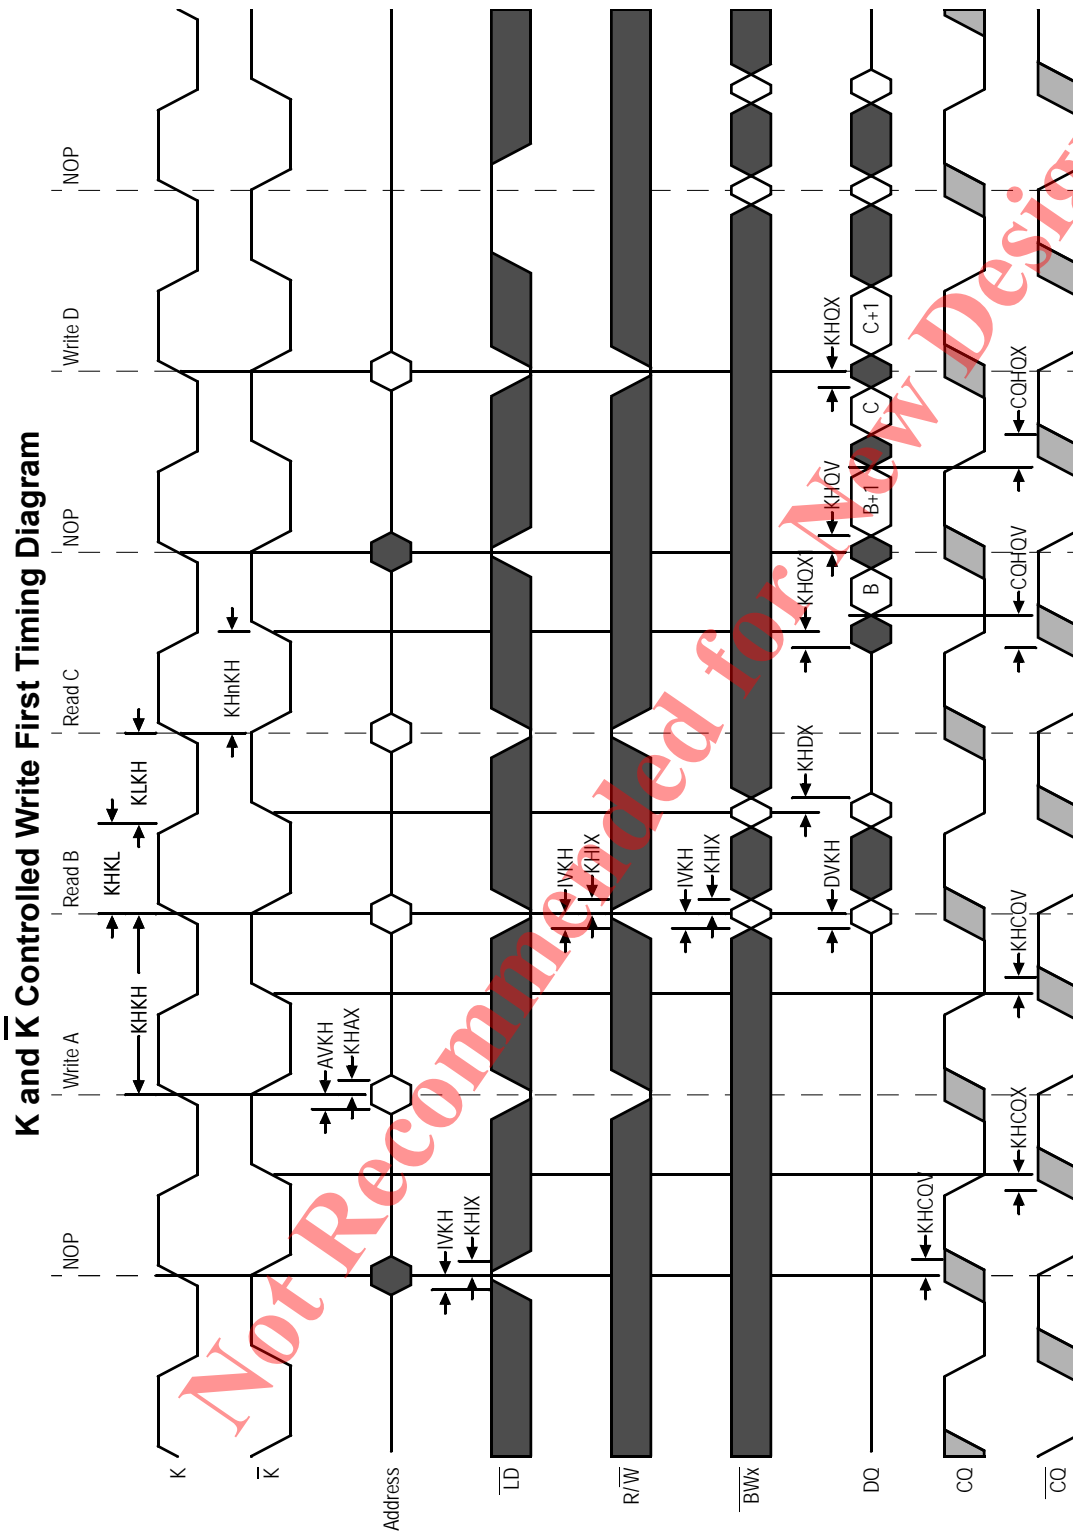 K and K Controlled Write First Timing Diagram
NOP
Write A
Read B
Read C
NOP
Write D
NOP
K
KHKH
KHKL
KLKH
K
KHnKH
Address
AVKH
KHAX
LD
IVKH
KHIX
R/W
IVKH
KHIX
BWx
IVKH
KHIX
DQ
DVKH
KHDX
KHQX1
KHQV
KHQX
B
B+1
C
C+1
CQ
KHCQV
CQ
KHCQX
KHCQV
CQHQV
CQHQX
Not Recommended for New Design